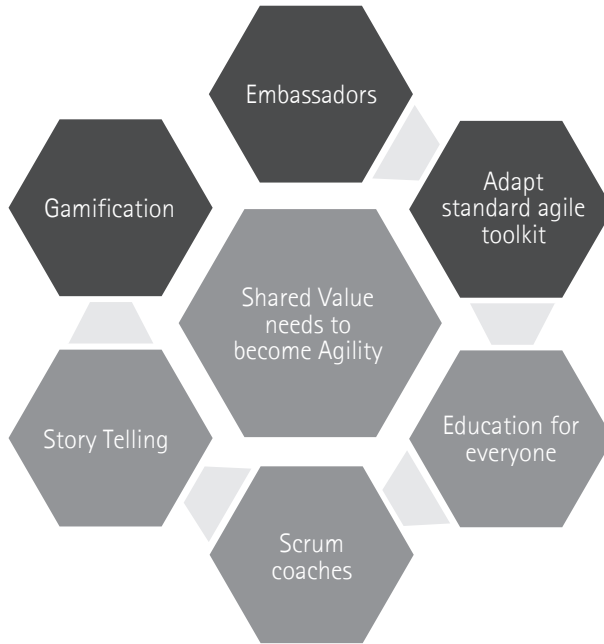 Embassadors
Adapt
standard agile
toolkit
Education for
everyone
Scrum
coaches
Story Telling
Gamification
Shared Value
needs to
become Agility